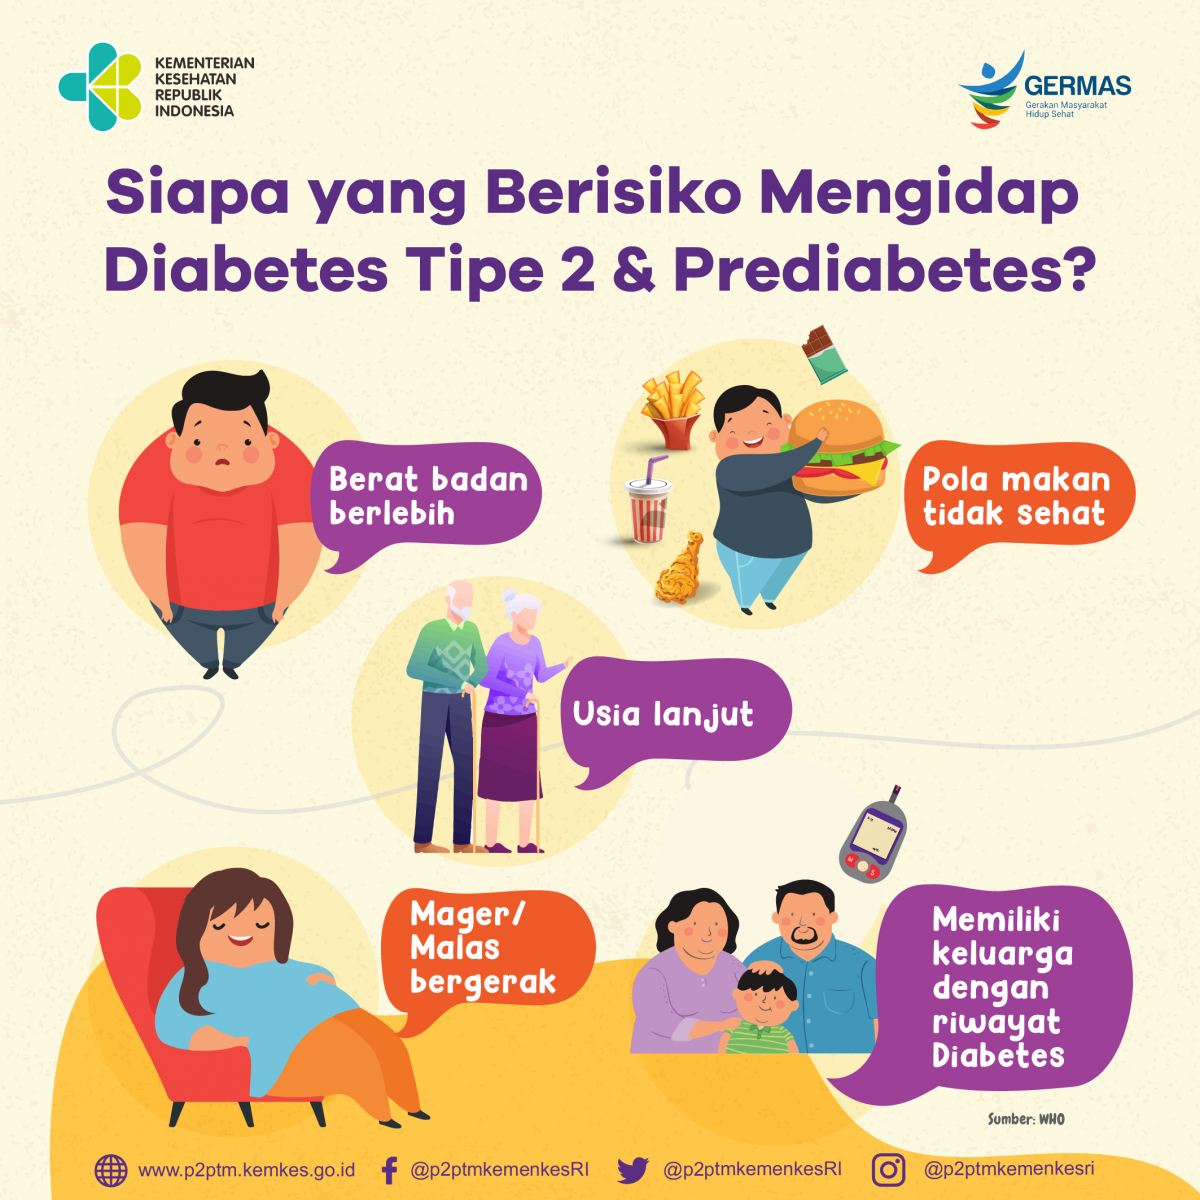 KEMENTERIAN
KESEHATAN
REPUBLIK
INDONESIA
GERMAS
Gerakan Masyarakat
Hidup Sehat
Siapa yang Berisiko Mengidap
Diabetes Tipe 2 & Prediabetes?
Berat badan
berlebih
Pola makan
tidak sehat
Usia lanjut
Mager/
Malas
bergerak
M
S
Memiliki
keluarga
dengan
riwayat
Diabetes
Sumber: WHO
www.p2ptm.kemkes.go.id
@p2ptmkemenkesRI
@p2ptmkemenkesRI
@p2ptmkemenkesri